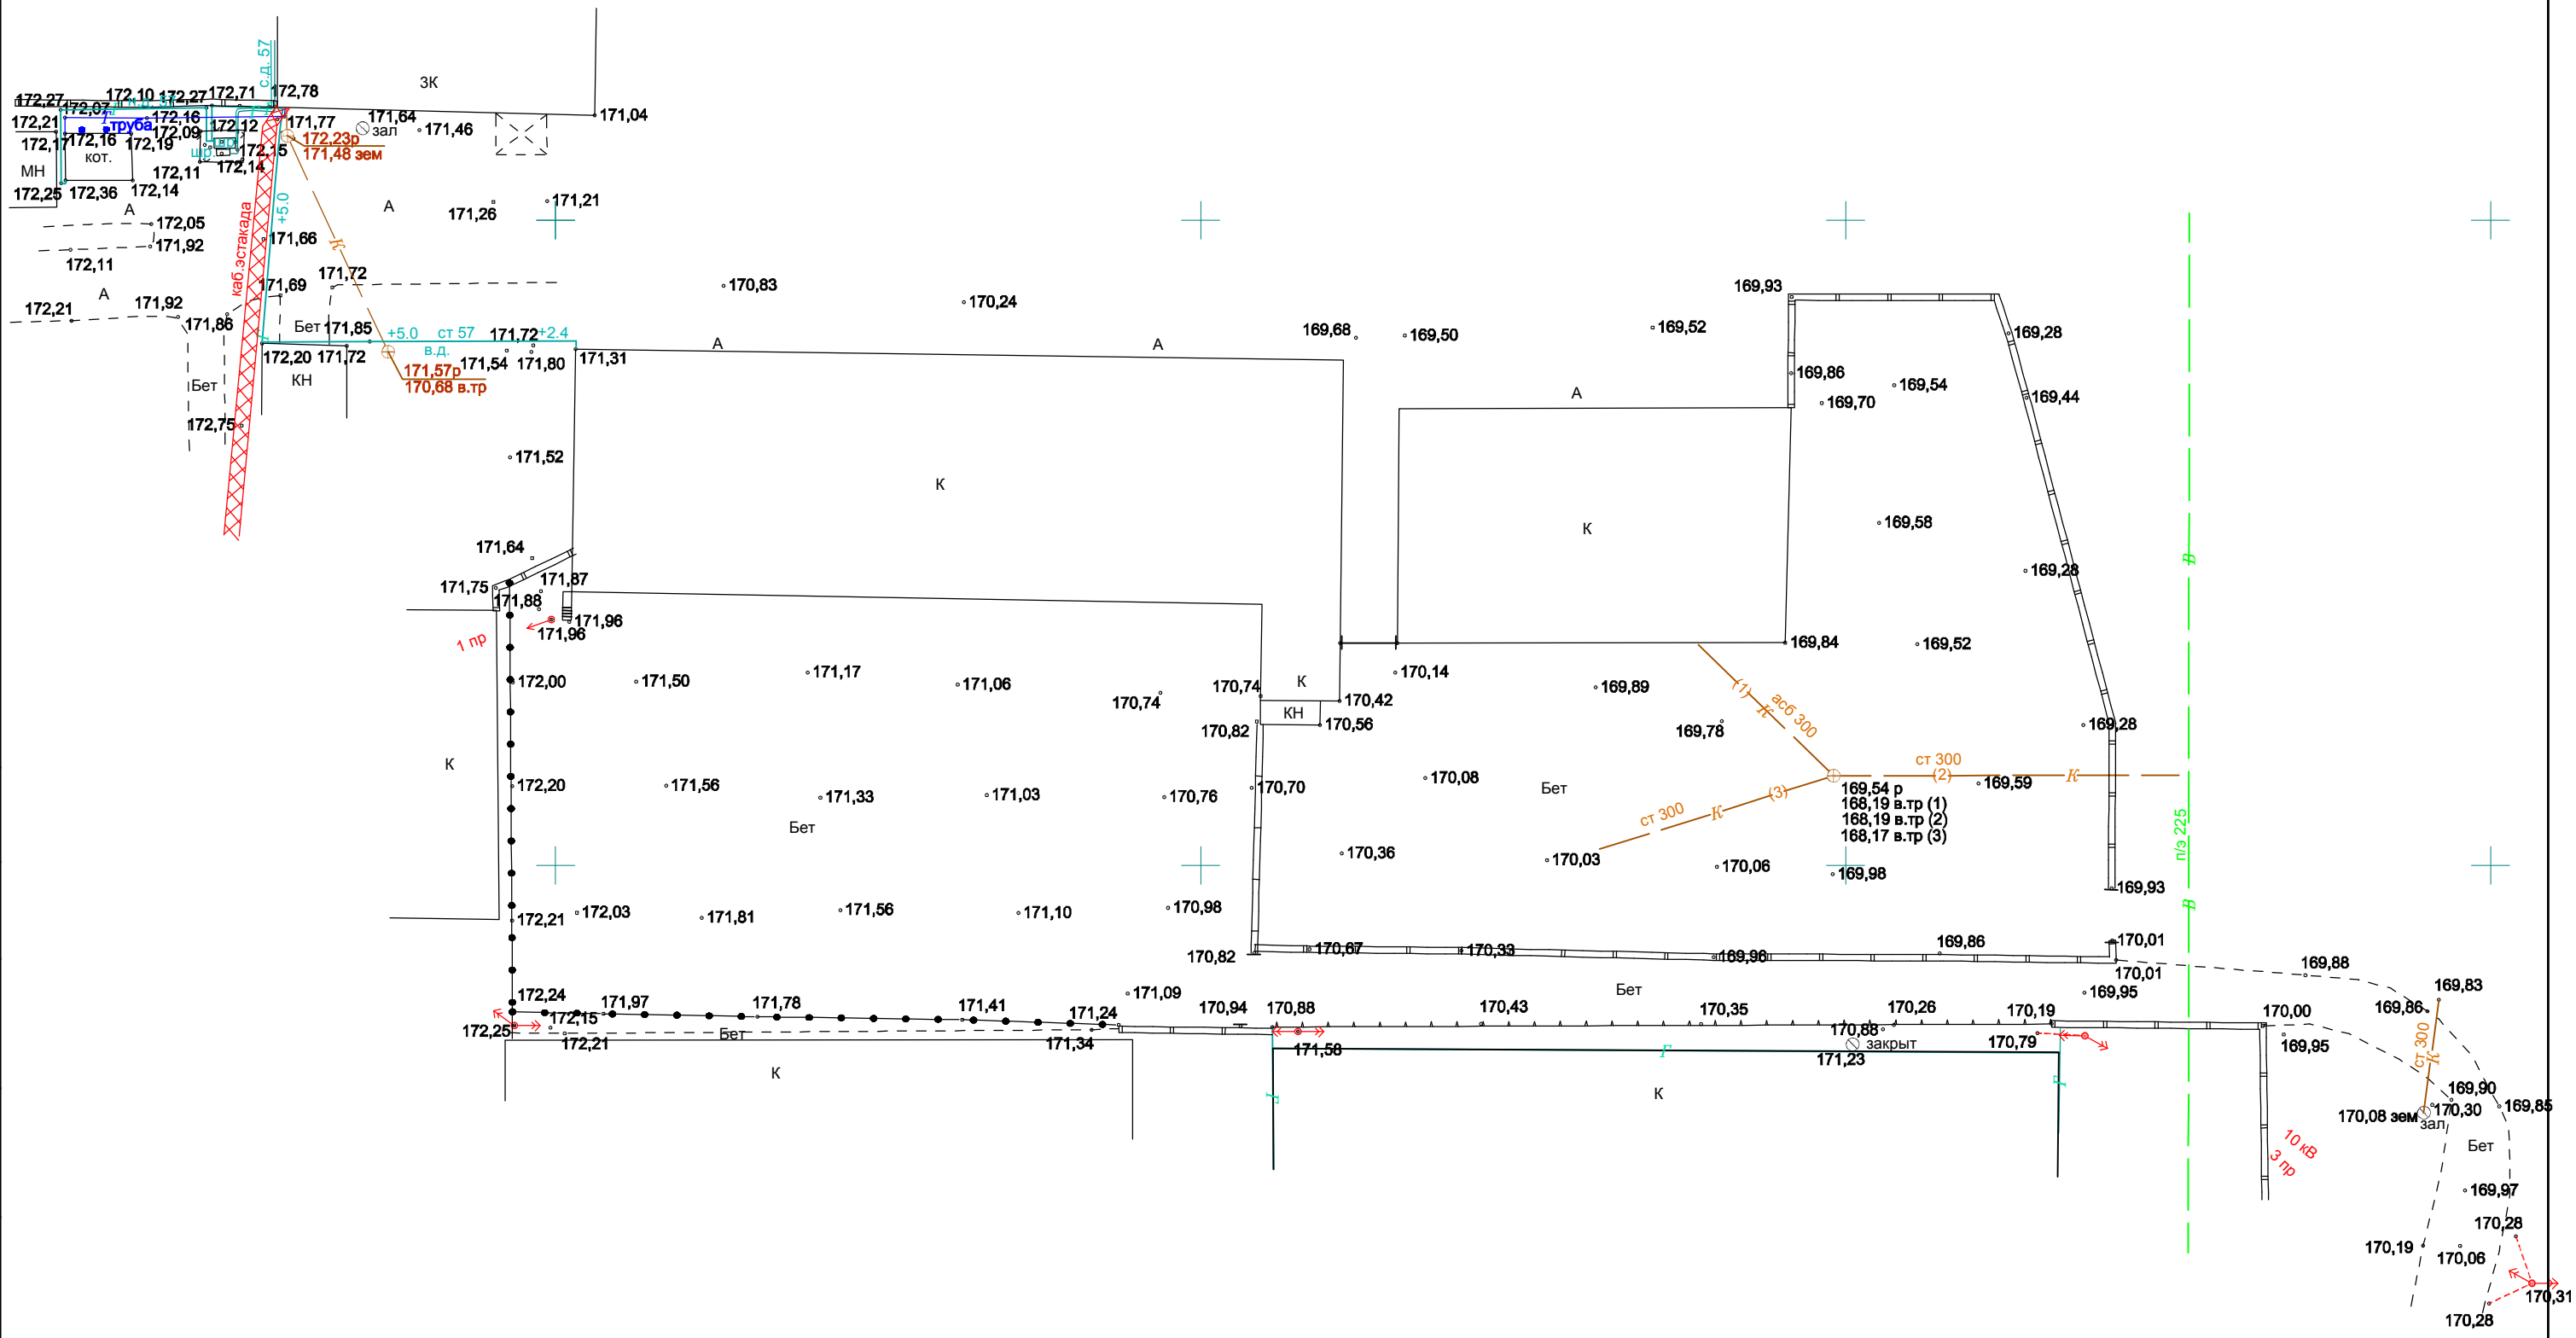 с.д. 57
3К
172,27
172,10
172,27
172,71
172,78
172,07
н.д. 57
172,21
Т
труба
172,16
172,12
171,77
171,64
зал
171,46
171,04
172,17
172,16
172,09
172,19
172,15
172,23р
171,48 зем
кот.
МН
172,11
172,14
172,25
172,36
172,14
А
172,05
+5.0
А
171,26
171,21
171,92
каб.эстакада
171,66
К
172,11
А
171,69
171,72
170,83
170,24
169,93
172,21
171,92
171,86
Бет
171,85
+5.0
ст 57
171,72
+2.4
169,68
169,50
169,52
169,28
172,20
171,72
в.д.
171,54
171,80
171,31
А
А
КН
171,57р
170,68 в.тр
Бет
А
169,86
169,54
169,70
169,44
172,75
171,52
К
К
169,58
171,64
В
171,75
171,87
171,88
169,28
171,96
171,96
1 пр
169,84
169,52
172,00
171,50
171,17
171,06
170,74
170,74
К
170,42
170,14
169,89
(1)
К
асб 300
КН
170,82
170,56
169,78
169,28
К
172,20
171,56
171,33
171,03
170,76
170,70
170,08
Бет
ст 300
(2)
К
169,59
(3)
К
ст 300
169,54 р
168,19 в.тр (1)
168,19 в.тр (2)
168,17 в.тр (3)
Бет
п/э 225
170,36
170,03
170,06
169,98
169,93
В
172,21
172,03
171,81
171,56
171,10
170,98
170,82
170,67
170,33
169,96
169,86
170,01
170,01
169,88
169,83
169,86
172,24
171,97
171,78
171,41
171,24
171,09
170,94
170,88
170,43
Бет
170,35
170,26
170,19
169,95
170,00
172,25
172,15
172,21
Бет
171,34
171,58
Г
170,88
закрыт
171,23
170,79
169,95
ст 300
К
К
Г
К
Г
169,90
170,08 зем
170,30
зал
169,85
10 кВ
3 пр
Бет
169,97
170,28
170,19
170,06
170,31
170,28